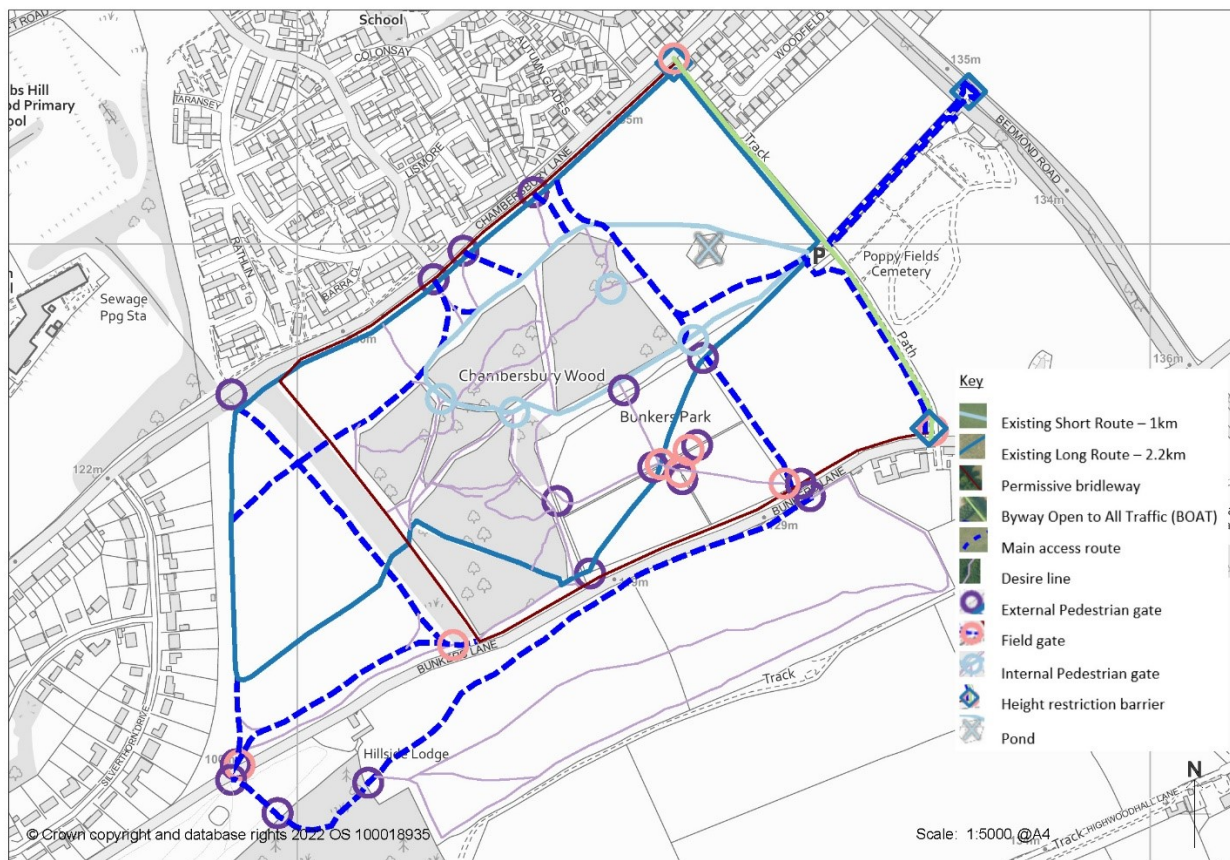 School
COLONSAY
AUTUMN GLADES
WOODFIELD
135m
TARANSEY
bs Hill
od Primary
ool
LISMORE
CHAMBERSBURY LANE
Track
BEDMOND ROAD
134m
RATHLIN
BARRA CL
Sewage
Ppg Sta
P
Poppy Fields
Cemetery
Path
136m
Chambersbury Wood
Bunkers Park
122m
BUNKERS LANE
129m
BUNKERS LANE
Track
SILVERTHORN DRIVE
Hillside Lodge
Key
Existing Short Route – 1km
Existing Long Route – 2.2km
Permissive bridleway
Byway Open to All Traffic (BOAT)
Main access route
Desire line
External Pedestrian gate
Field gate
Internal Pedestrian gate
Height restriction barrier
Pond
N
© Crown copyright and database rights 2022 OS 100018935
Scale: 1:5000 @A4
Track
HIGHWOODHALL LANE